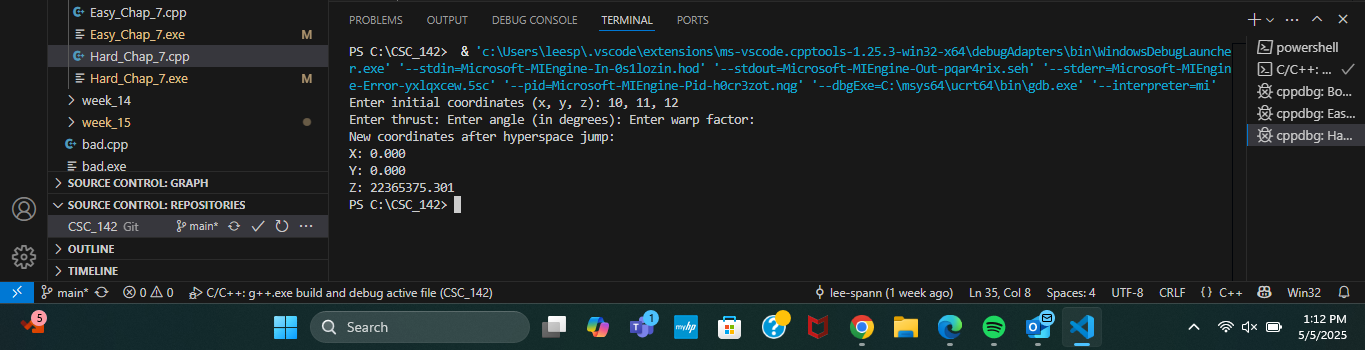 Easy_Chap_7.cpp
Easy_Chap_7.exe M
Hard_Chap_7.cpp
Hard_Chap_7.exe M
week_14
week_15
bad.cpp
bad.exe
SOURCE CONTROL: GRAPH
SOURCE CONTROL: REPOSITORIES
CSC_142 Git main*
OUTLINE
TIMELINE
PROBLEMS OUTPUT DEBUG CONSOLE TERMINAL PORTS
PS C:\CSC_142> & 'c:\Users\leesp\.vscode\extensions\ms-vscode.cpptools-1.25.3-win32-x64\debugAdapters\bin\WindowsDebugLaunche
r.exe' '--stdin=Microsoft-MIEngine-In-0s1lozin.hod' '--stdout=Microsoft-MIEngine-Out-pqar4rix.seh' '--stderr=Microsoft-MIEngin
e-Error-yxlqxcew.5sc' '--pid=Microsoft-MIEngine-Pid-h0cr3zot.nqg' '--dbgExe=C:\msys64\ucrt64\bin\gdb.exe' '--interpreter=mi'
Enter initial coordinates (x, y, z): 10, 11, 12
Enter thrust: Enter angle (in degrees): Enter warp factor:
New coordinates after hyperspace jump:
X: 0.000
Y: 0.000
Z: 22365375.301
PS C:\CSC_142>
powershell
C/C++: ...
cppdbg: Bo...
cppdbg: Eas...
cppdbg: Ha...
main* 0 0 C/C++: g++.exe build and debug active file (CSC_142) lee-spann (1 week ago) Ln 35, Col 8 Spaces: 4 UTF-8 CRLF {} C++ Win32
5 Search 1 myhp 1:12 PM
5/5/2025